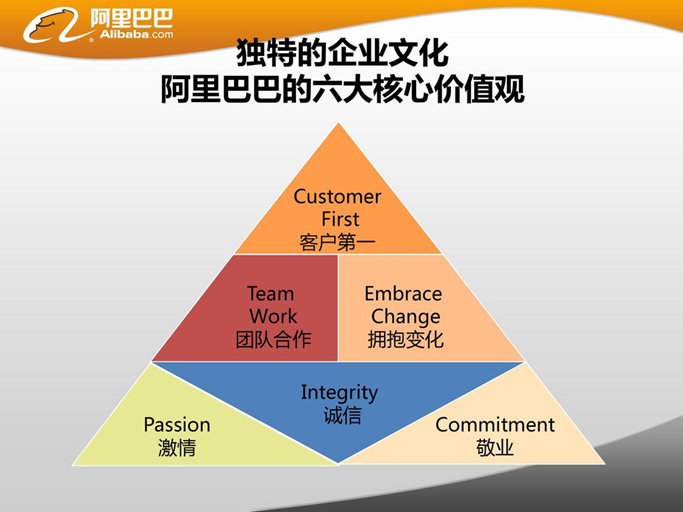 阿里巴巴
Alibaba.com
®
独特的企业文化
阿里巴巴的六大核心价值观
Customer
First
客户第一
Team
Work
团队合作
Embrace
Change
拥抱变化
Integrity
诚信
Passion
激情
Commitment
敬业